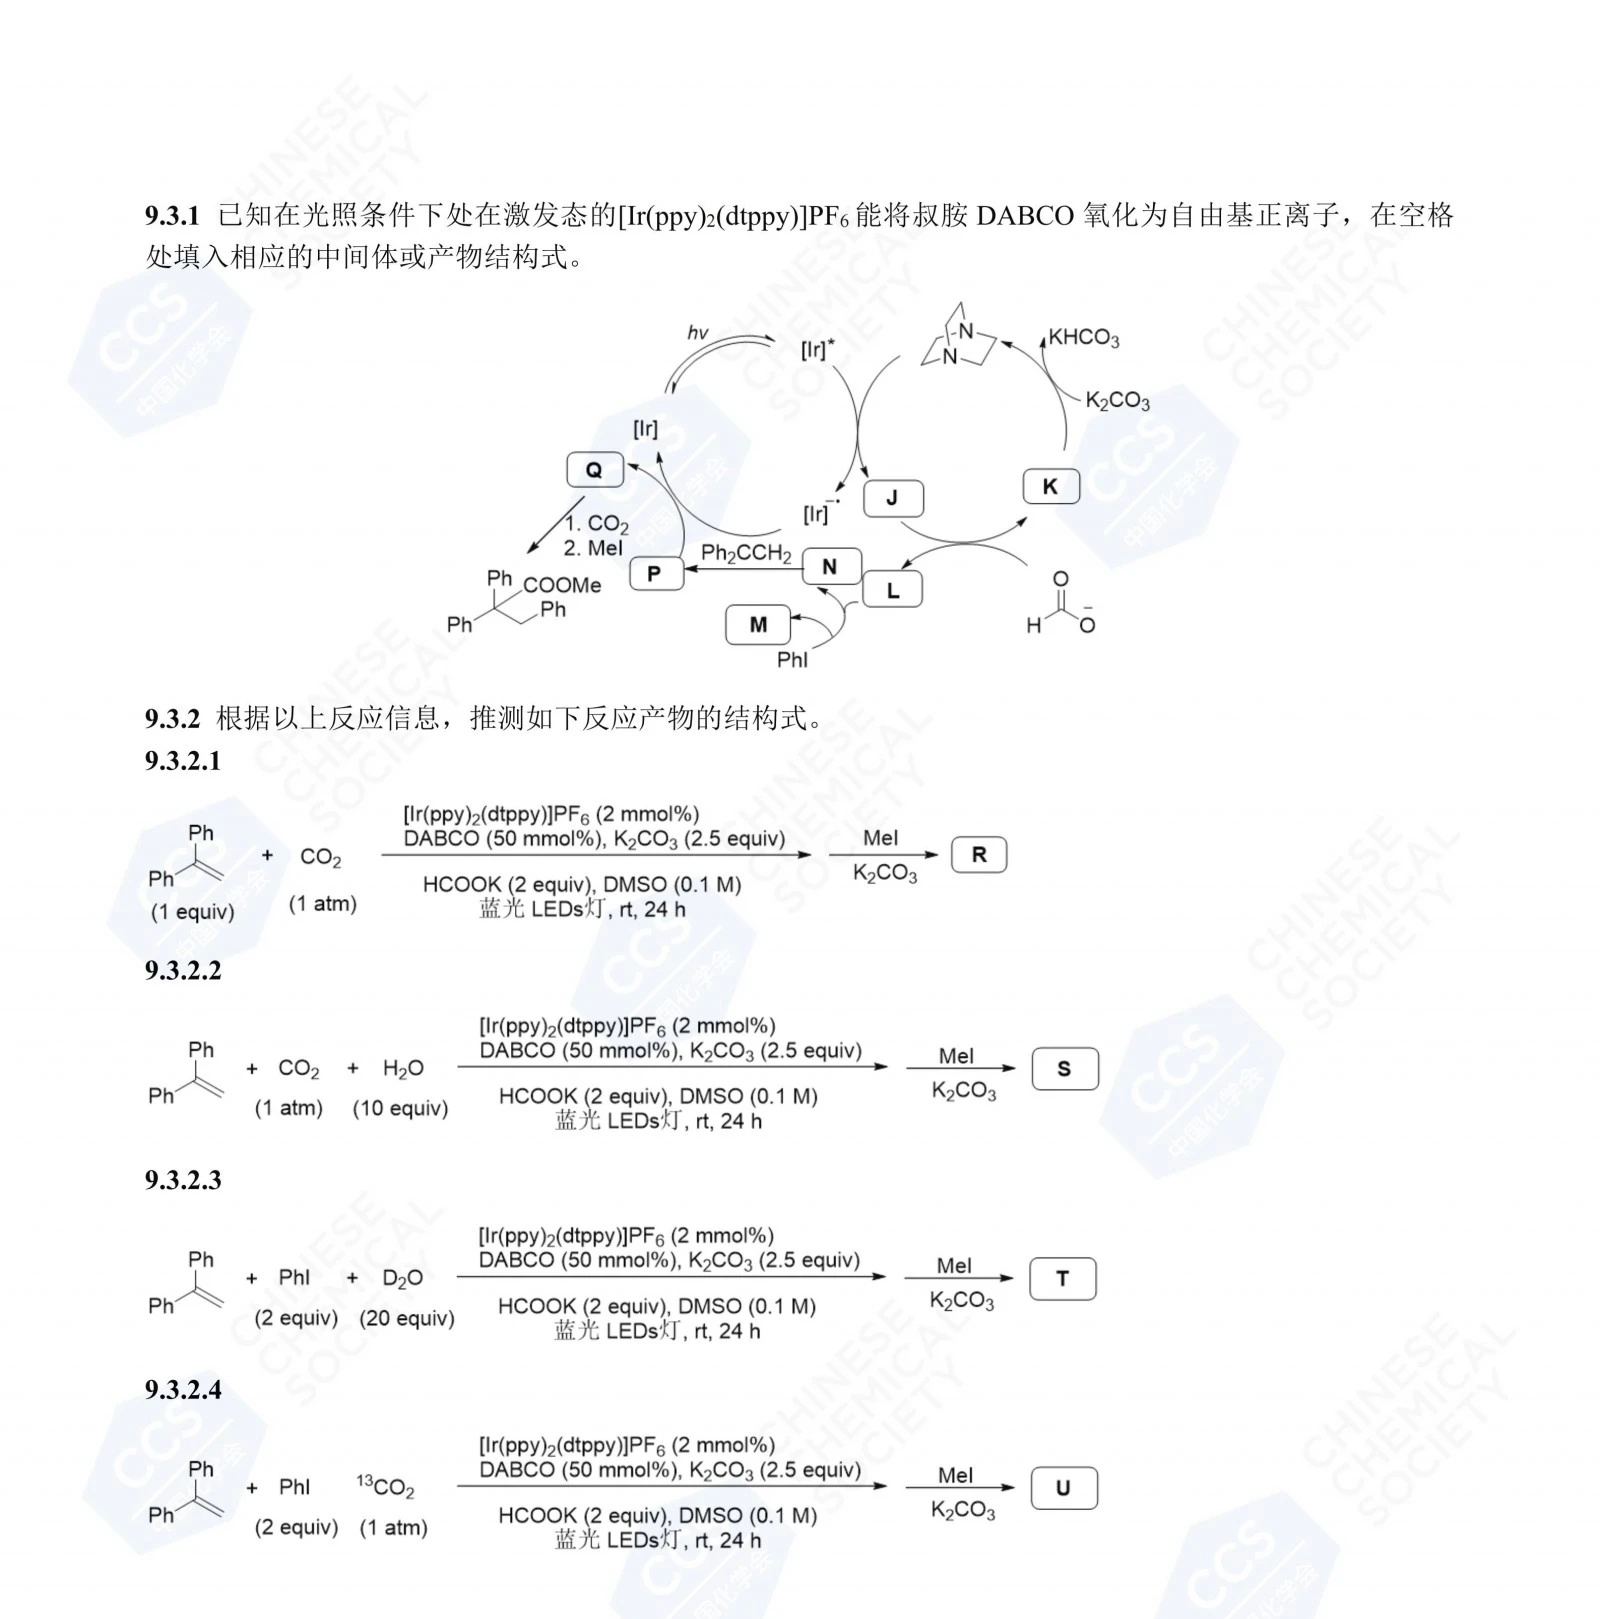 9.3.1 已知在光照条件下处在激发态的[Ir(ppy)₂(dtppy)]PF₆能将叔胺 DABCO 氧化为自由基正离子，在空格
处填入相应的中间体或产物结构式。
hν
[Ir]*
N
N
KHCO₃
K₂CO₃
[Ir]
Q
K
J
[Ir]⁻·
1. CO₂
2. MeI
Ph₂CCH₂
N
P
L
O
Ph
COOMe
Ph
Ph
M
H
O⁻
PhI
9.3.2 根据以上反应信息，推测如下反应产物的结构式。
9.3.2.1
[Ir(ppy)₂(dtppy)]PF₆ (2 mmol%)
DABCO (50 mmol%), K₂CO₃ (2.5 equiv)
Ph
Ph
+ CO₂
MeI
K₂CO₃
R
(1 equiv)
(1 atm)
HCOOK (2 equiv), DMSO (0.1 M)
蓝光 LEDs灯, rt, 24 h
9.3.2.2
[Ir(ppy)₂(dtppy)]PF₆ (2 mmol%)
DABCO (50 mmol%), K₂CO₃ (2.5 equiv)
Ph
Ph
+ CO₂ + H₂O
MeI
K₂CO₃
S
(1 atm) (10 equiv)
HCOOK (2 equiv), DMSO (0.1 M)
蓝光 LEDs灯, rt, 24 h
9.3.2.3
[Ir(ppy)₂(dtppy)]PF₆ (2 mmol%)
DABCO (50 mmol%), K₂CO₃ (2.5 equiv)
Ph
Ph
+ PhI + D₂O
MeI
K₂CO₃
T
(2 equiv) (20 equiv)
HCOOK (2 equiv), DMSO (0.1 M)
蓝光 LEDs灯, rt, 24 h
9.3.2.4
[Ir(ppy)₂(dtppy)]PF₆ (2 mmol%)
DABCO (50 mmol%), K₂CO₃ (2.5 equiv)
Ph
Ph
+ PhI ¹³CO₂
MeI
K₂CO₃
U
(2 equiv) (1 atm)
HCOOK (2 equiv), DMSO (0.1 M)
蓝光 LEDs灯, rt, 24 h
CCS
中国化学会
CHINESE
CHEMICAL
SOCIETY